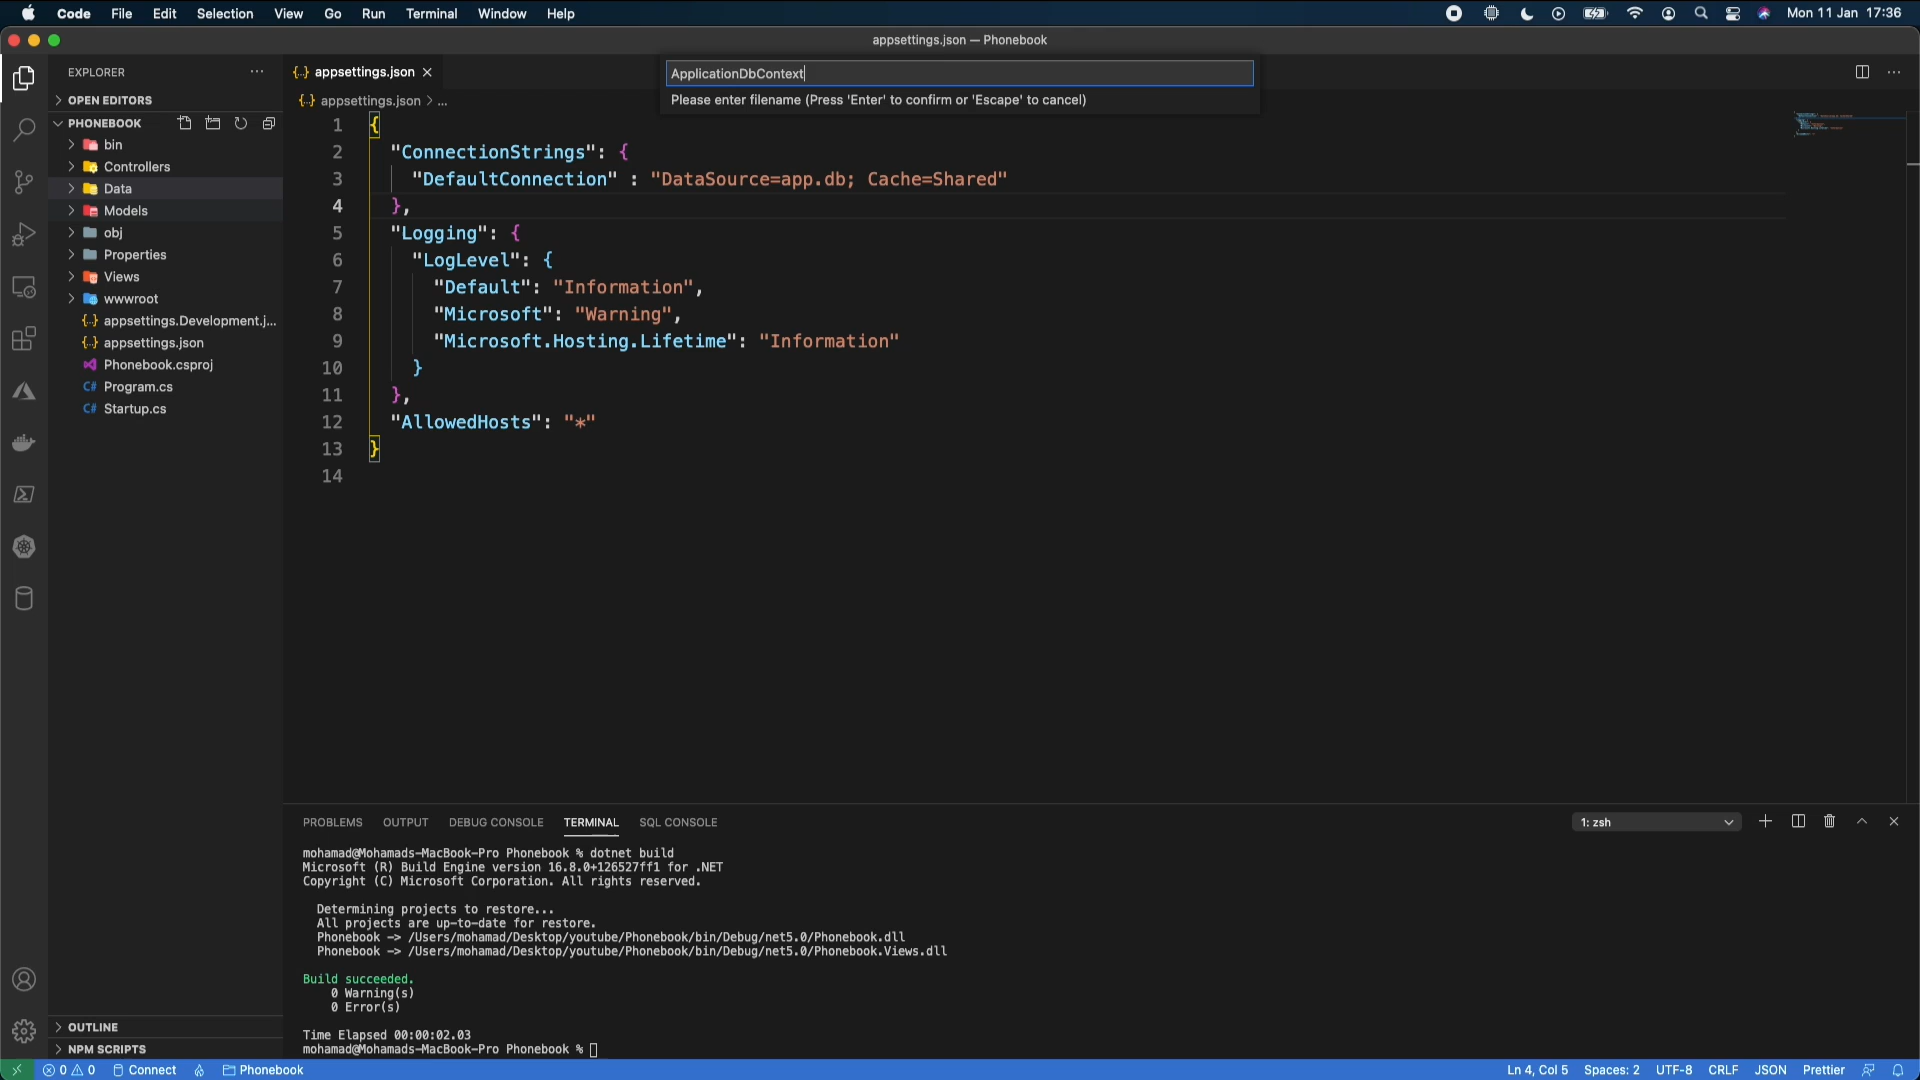 Code File Edit Selection View Go Run Terminal Window Help
Mon 11 Jan 17:36
appsettings.json — Phonebook
EXPLORER
OPEN EDITORS
PHONEBOOK
bin
Controllers
Data
Models
obj
Properties
Views
wwwroot
{..} appsettings.Development.j...
{..} appsettings.json
Phonebook.csproj
C# Program.cs
C# Startup.cs
OUTLINE
NPM SCRIPTS
{..} appsettings.json
{..} appsettings.json > ...
ApplicationDbContext
Please enter filename (Press 'Enter' to confirm or 'Escape' to cancel)
1 {
2 "ConnectionStrings": {
3 "DefaultConnection" : "DataSource=app.db; Cache=Shared"
4 },
5 "Logging": {
6 "LogLevel": {
7 "Default": "Information",
8 "Microsoft": "Warning",
9 "Microsoft.Hosting.Lifetime": "Information"
10 }
11 },
12 "AllowedHosts": "*"
13 }
14
PROBLEMS OUTPUT DEBUG CONSOLE TERMINAL SQL CONSOLE
1: zsh
mohamad@Mohamads-MacBook-Pro Phonebook % dotnet build
Microsoft (R) Build Engine version 16.8.0+126527ff1 for .NET
Copyright (C) Microsoft Corporation. All rights reserved.
Determining projects to restore...
All projects are up-to-date for restore.
Phonebook -> /Users/mohamad/Desktop/youtube/Phonebook/bin/Debug/net5.0/Phonebook.dll
Phonebook -> /Users/mohamad/Desktop/youtube/Phonebook/bin/Debug/net5.0/Phonebook.Views.dll
Build succeeded.
0 Warning(s)
0 Error(s)
Time Elapsed 00:00:02.03
mohamad@Mohamads-MacBook-Pro Phonebook %
0 0 Connect Phonebook
Ln 4, Col 5 Spaces: 2 UTF-8 CRLF JSON Prettier